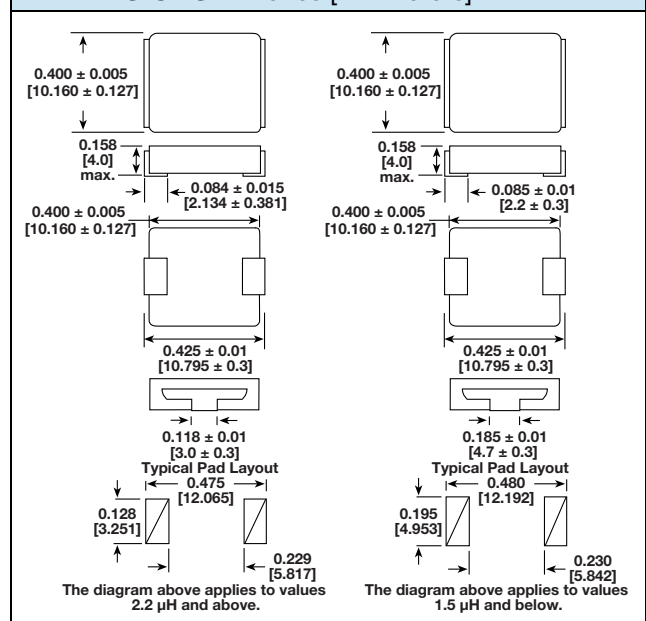 0.400 ± 0.005
[10.160 ± 0.127]
0.158
[4.0]
max.
0.084 ± 0.015
[2.134 ± 0.381]
0.400 ± 0.005
[10.160 ± 0.127]
0.425 ± 0.01
[10.795 ± 0.3]
0.118 ± 0.01
[3.0 ± 0.3]
Typical Pad Layout
0.475
[12.065]
0.128
[3.251]
0.229
[5.817]
The diagram above applies to values
2.2 µH and above.
0.400 ± 0.005
[10.160 ± 0.127]
0.158
[4.0]
max.
0.085 ± 0.01
[2.2 ± 0.3]
0.400 ± 0.005
[10.160 ± 0.127]
0.425 ± 0.01
[10.795 ± 0.3]
0.185 ± 0.01
[4.7 ± 0.3]
Typical Pad Layout
0.480
[12.192]
0.195
[4.953]
0.230
[5.842]
The diagram above applies to values
1.5 µH and below.